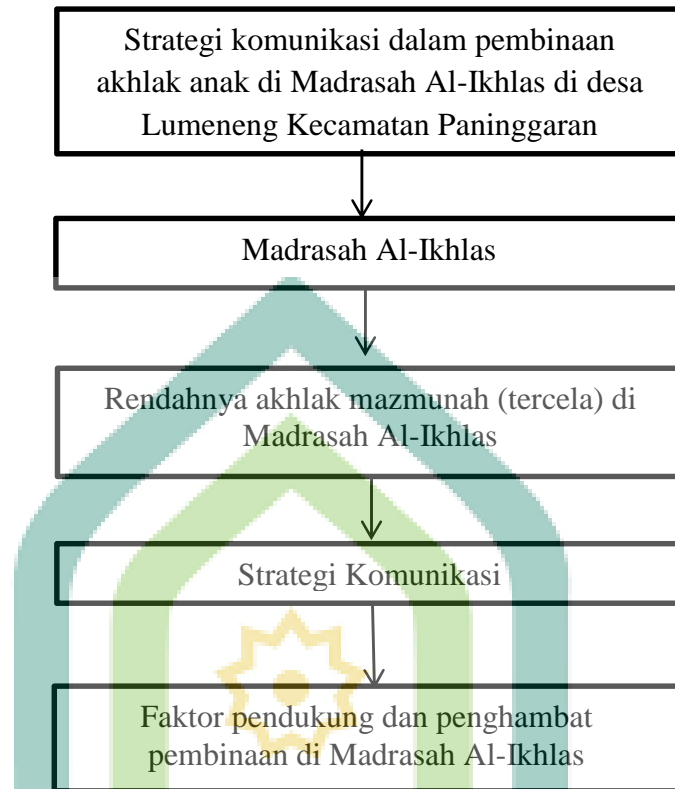 Strategi komunikasi dalam pembinaan
akhlak anak di Madrasah Al-Ikhlas di desa
Lumeneng Kecamatan Paninggaran
Madrasah Al-Ikhlas
Rendahnya akhlak mazmunah (tercela) di
Madrasah Al-Ikhlas
Strategi Komunikasi
Faktor pendukung dan penghambat
pembinaan di Madrasah Al-Ikhlas